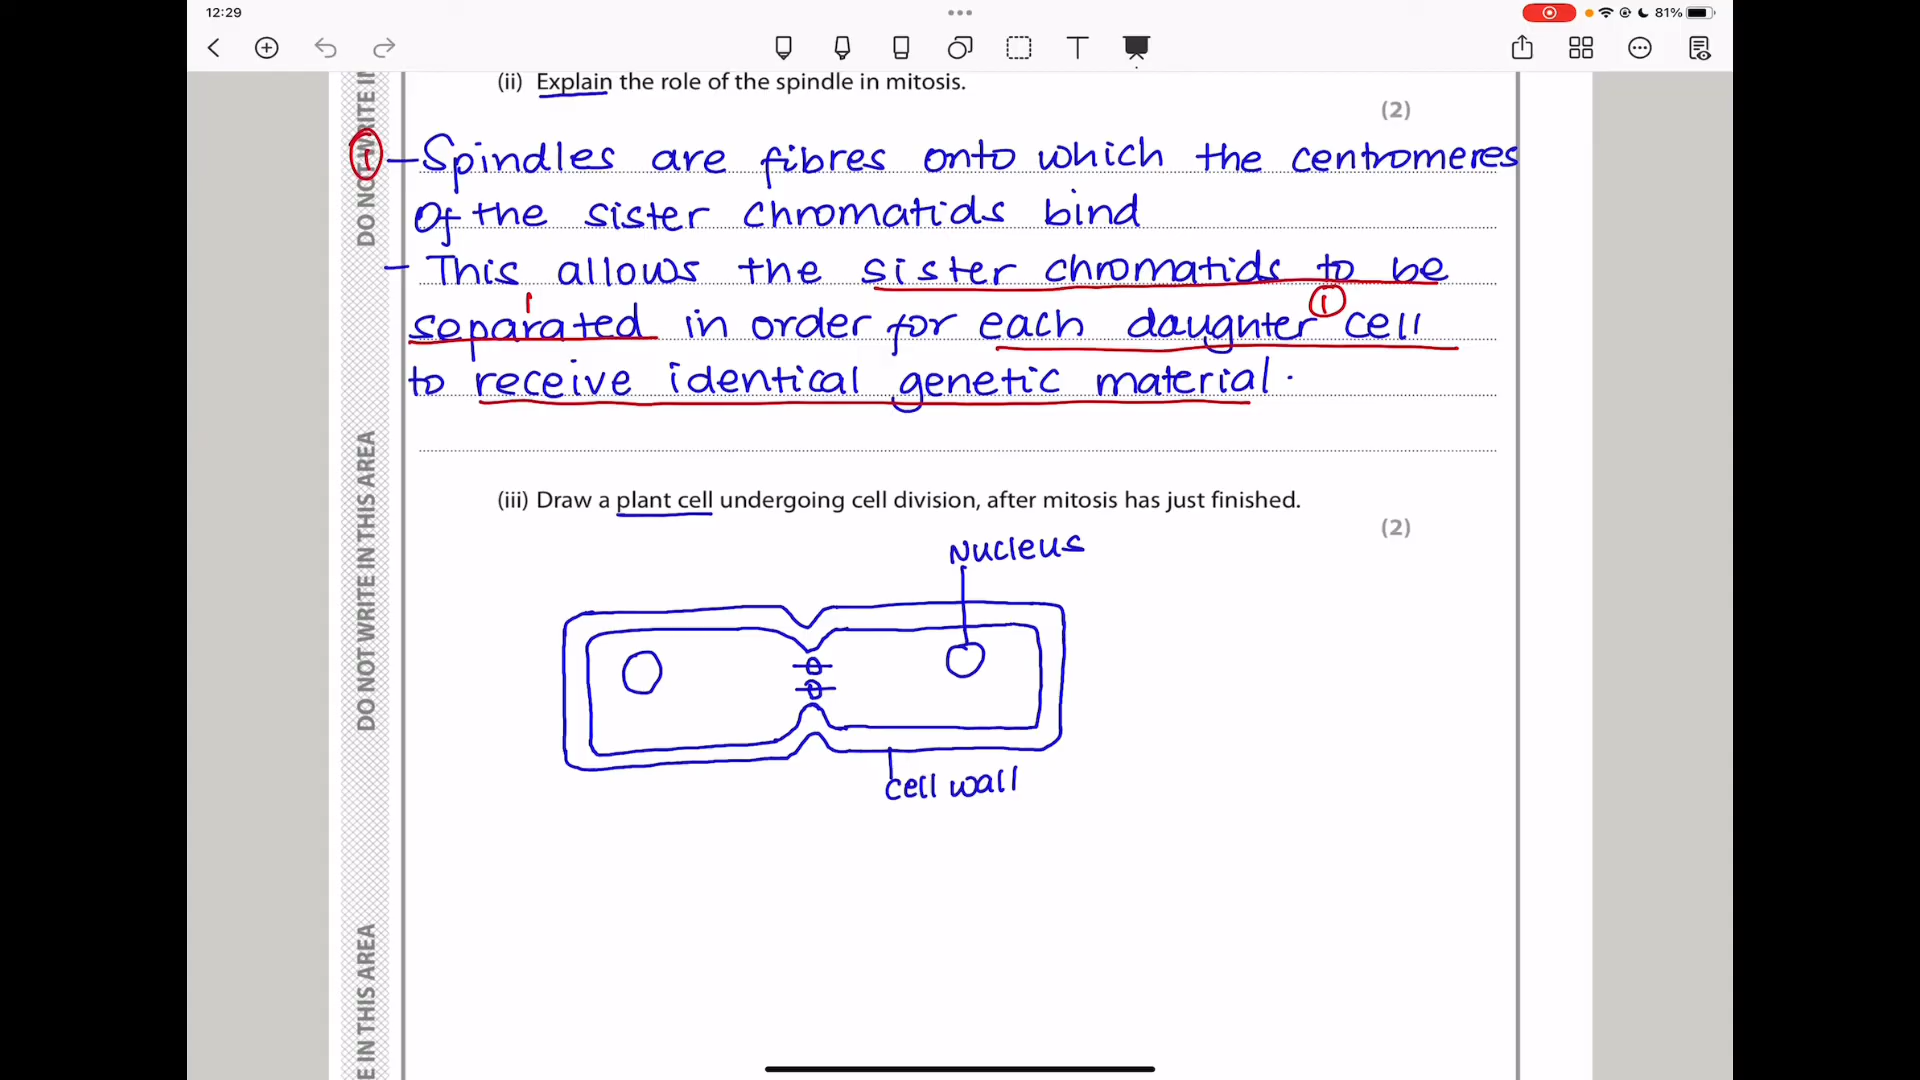 12:29
81%
(ii) Explain the role of the spindle in mitosis.
(2)
① – Spindles are fibres onto which the centromeres
Of the sister chromatids bind
– This allows the sister chromatids to be
separated in order for each daughter cell
①
to receive identical genetic material.
(iii) Draw a plant cell undergoing cell division, after mitosis has just finished.
(2)
Nucleus
cell wall
DO NOT WRITE IN
DO NOT WRITE IN THIS AREA
E IN THIS AREA